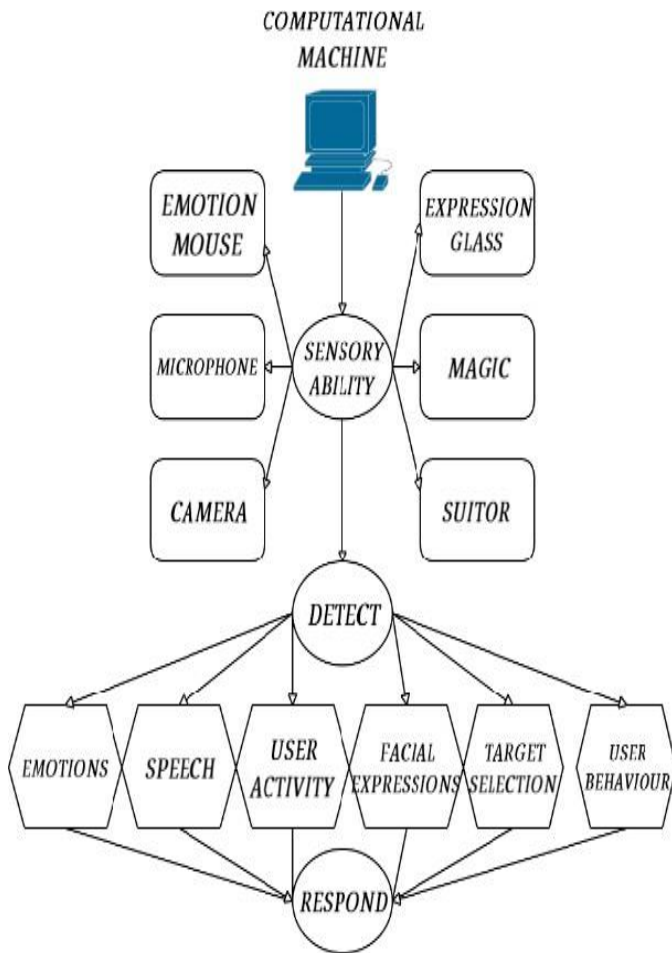 COMPUTATIONAL
MACHINE
EMOTION
MOUSE
EXPRESSION
GLASS
SENSORY
ABILITY
MICROPHONE
MAGIC
CAMERA
SUITOR
DETECT
EMOTIONS
SPEECH
USER
ACTIVITY
FACIAL
EXPRESSIONS
TARGET
SELECTION
USER
BEHAVIOUR
RESPOND